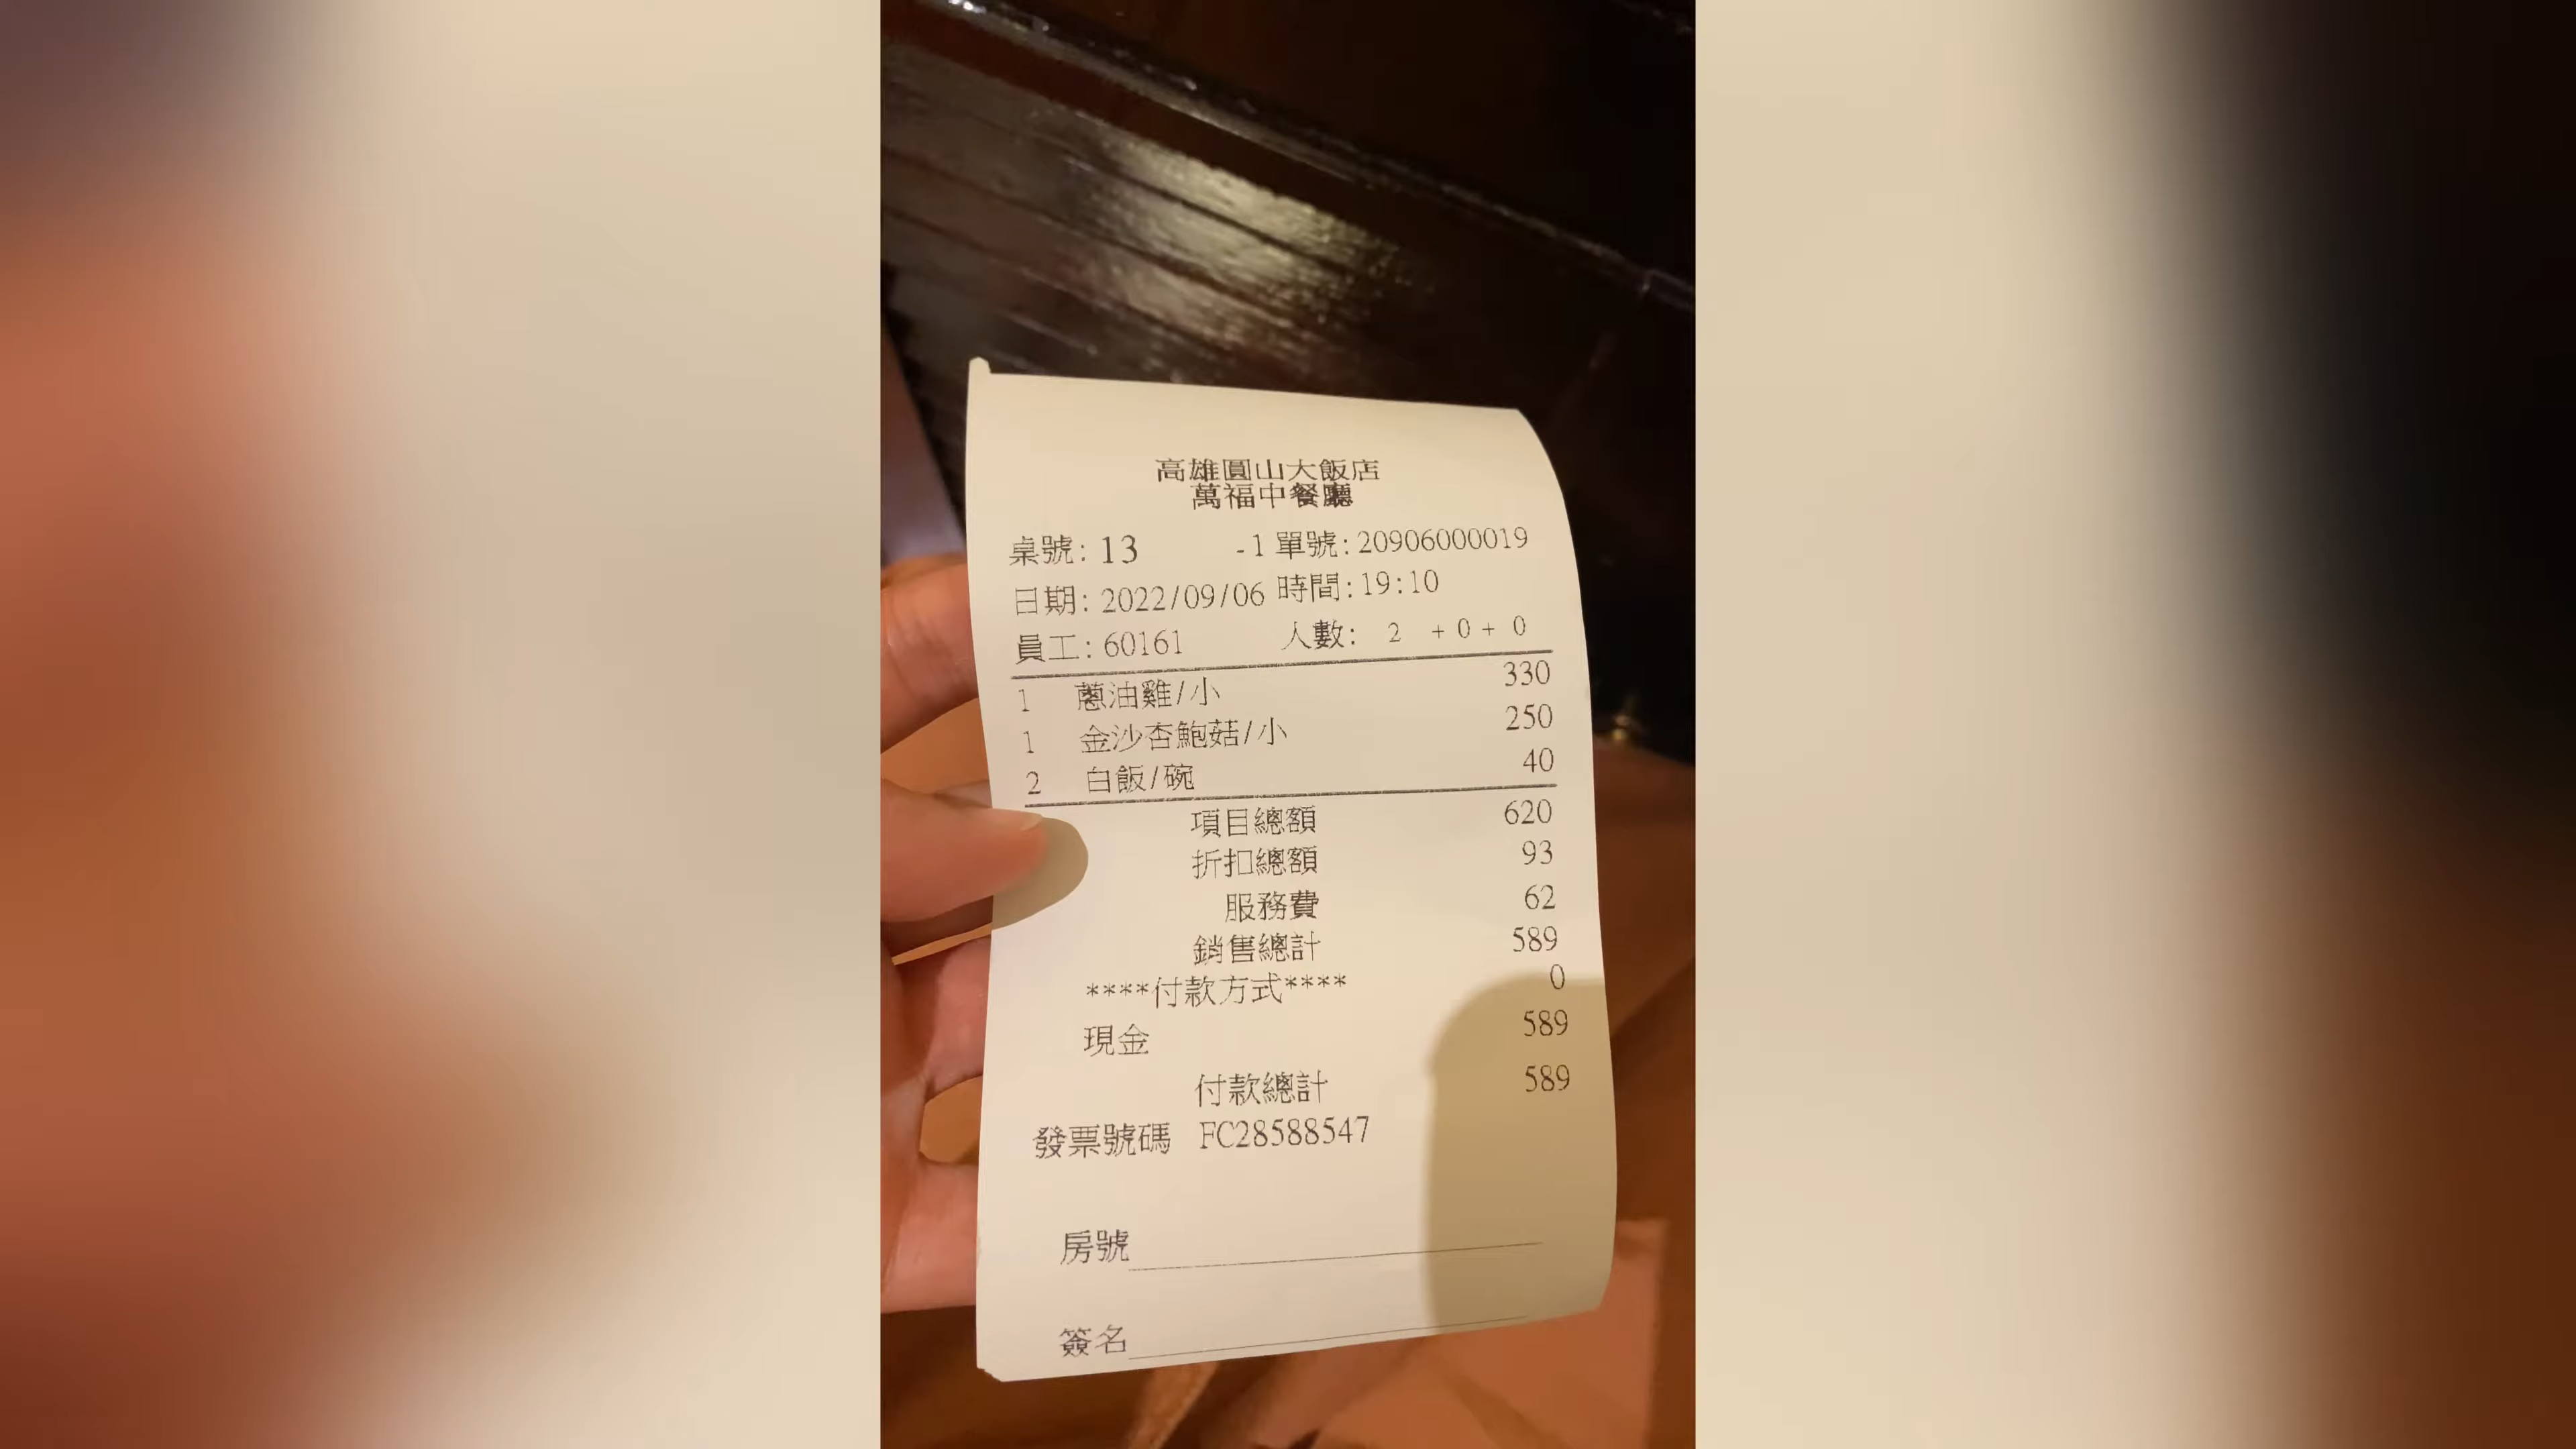 高雄圓山大飯店
萬福中餐廳
桌號: 13 -1 單號:20906000019
日期: 2022/09/06 時間:19:10
員工: 60161 人數: 2 + 0 + 0
1 蔥油雞/小 330
1 金沙杏鮑菇/小 250
2 白飯/碗 40
項目總額 620
折扣總額 93
服務費 62
銷售總計 589
****付款方式**** 0
現金 589
付款總計 589
發票號碼 FC28588547
房號
簽名